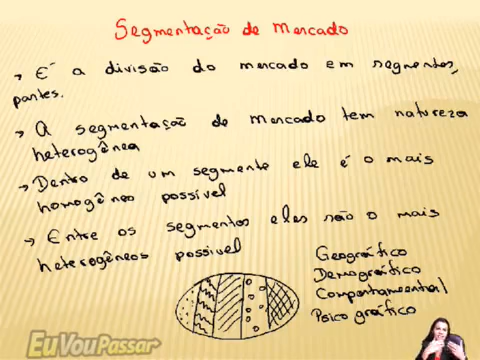 Segmentação de Mercado
→ É a divisão do mercado em segmentos,
partes.
→ A segmentação de mercado tem natureza
heterogênea
→ Dentro de um segmento ele é o mais
homogêneo possível
→ Entre os segmentos eles são o mais
heterogêneos possível
Geográfico
Demográfico
Comportamental
Psicográfico
EuVouPassar